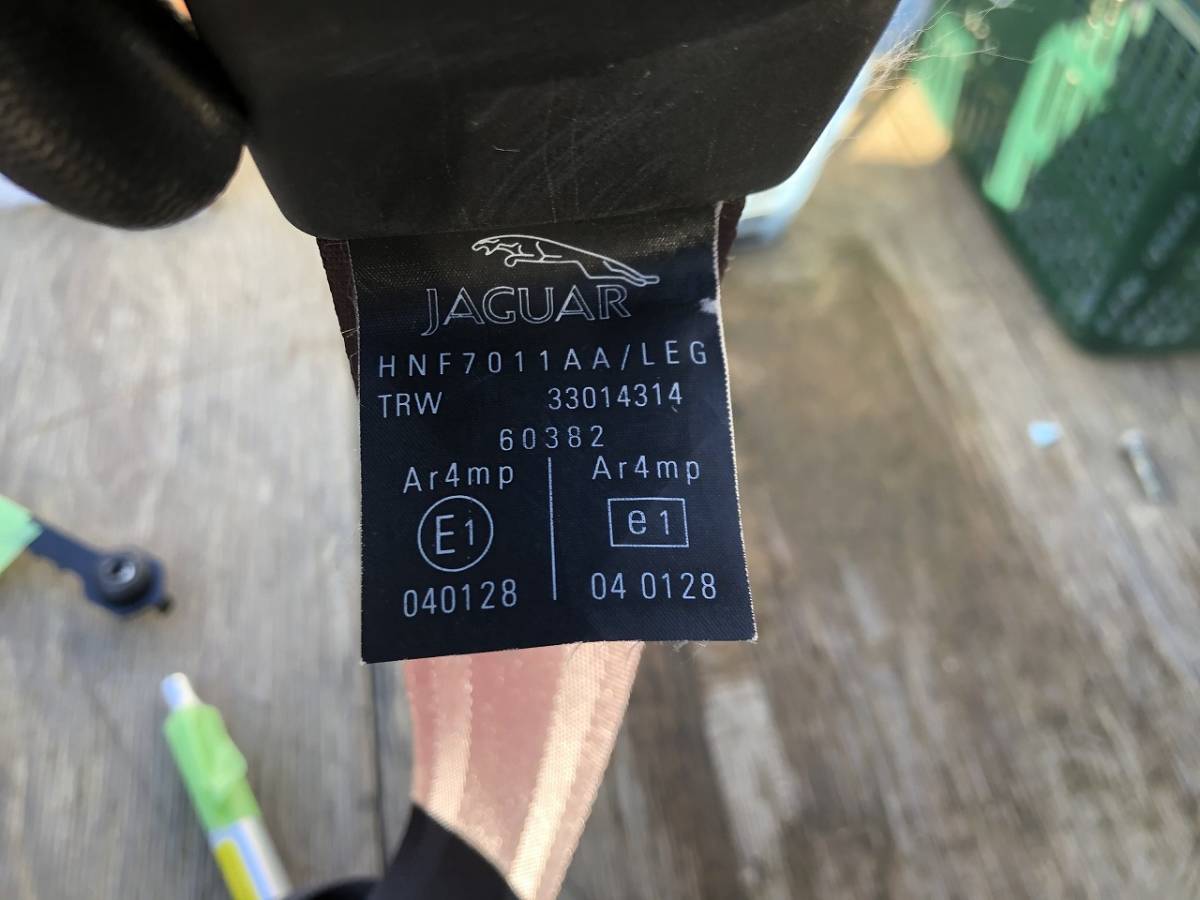 JAGUAR
HNF7011AA/LEG
TRW 33014314
60382
Ar4mp Ar4mp
E1 e1
040128 04 0128